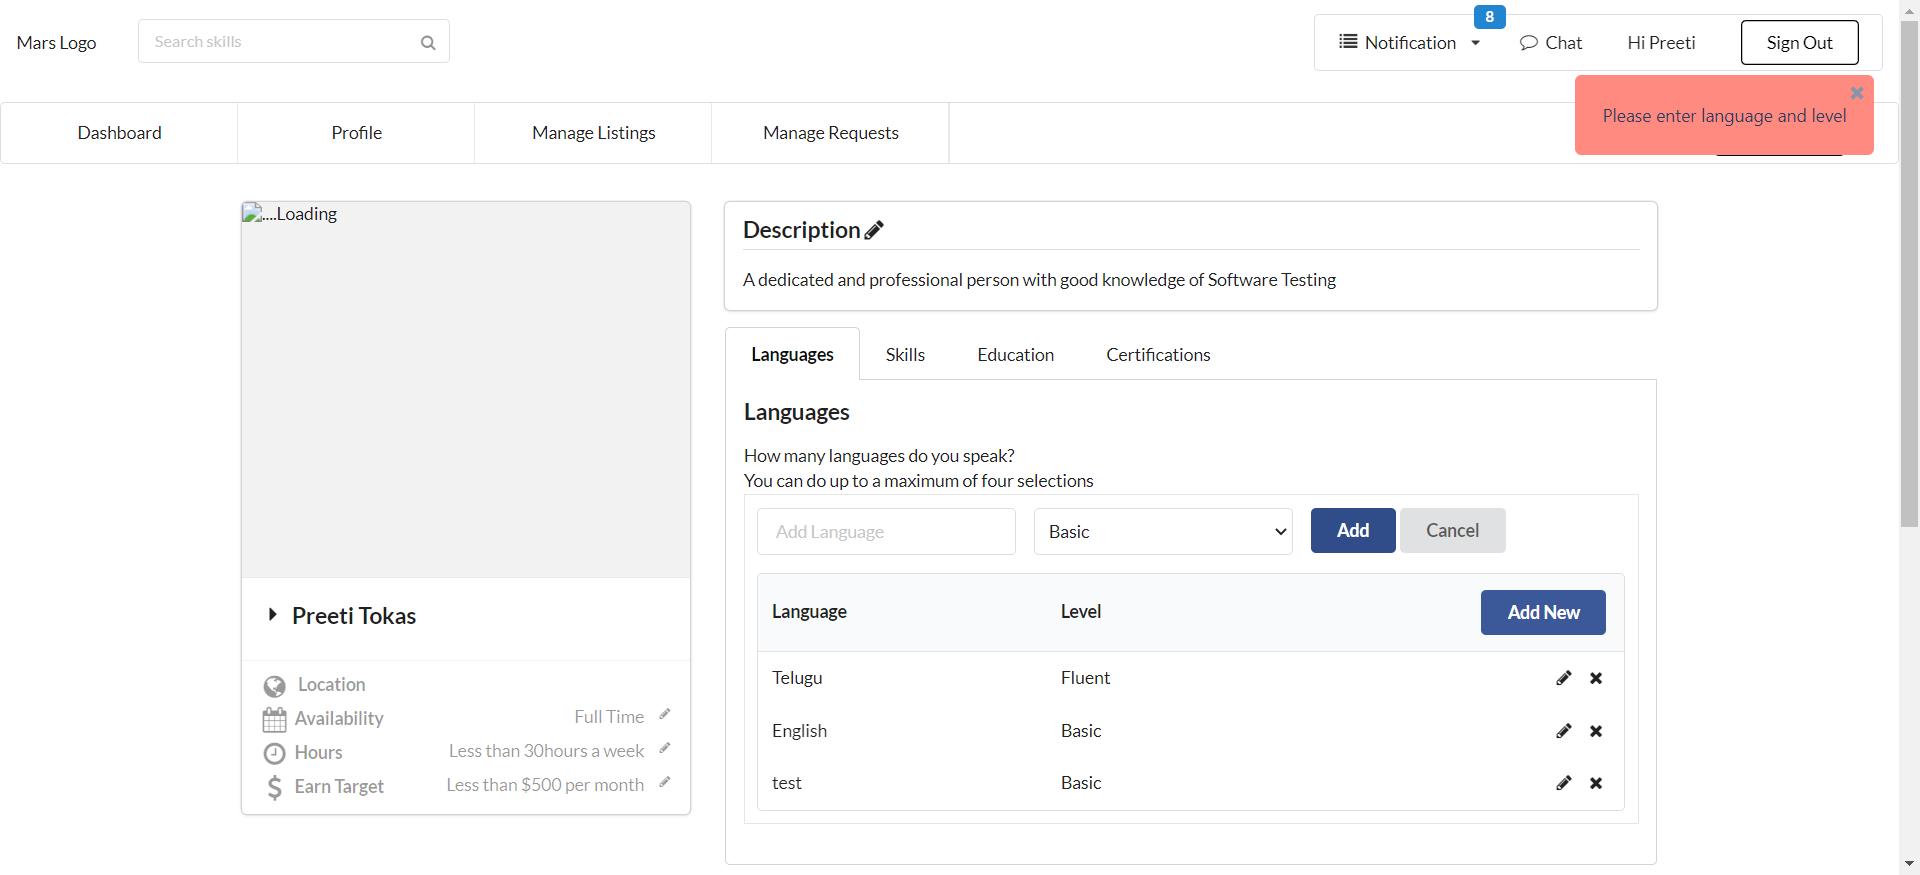 Mars Logo
Search skills
8
Notification
Chat
Hi Preeti
Sign Out
Please enter language and level
Dashboard
Profile
Manage Listings
Manage Requests
....Loading
Preeti Tokas
Location
Availability
Full Time
Hours
Less than 30hours a week
Earn Target
Less than $500 per month
Description
A dedicated and professional person with good knowledge of Software Testing
Languages
Skills
Education
Certifications
Languages
How many languages do you speak?
You can do up to a maximum of four selections
Add Language
Basic
Add
Cancel
Language
Level
Add New
Telugu
Fluent
English
Basic
test
Basic